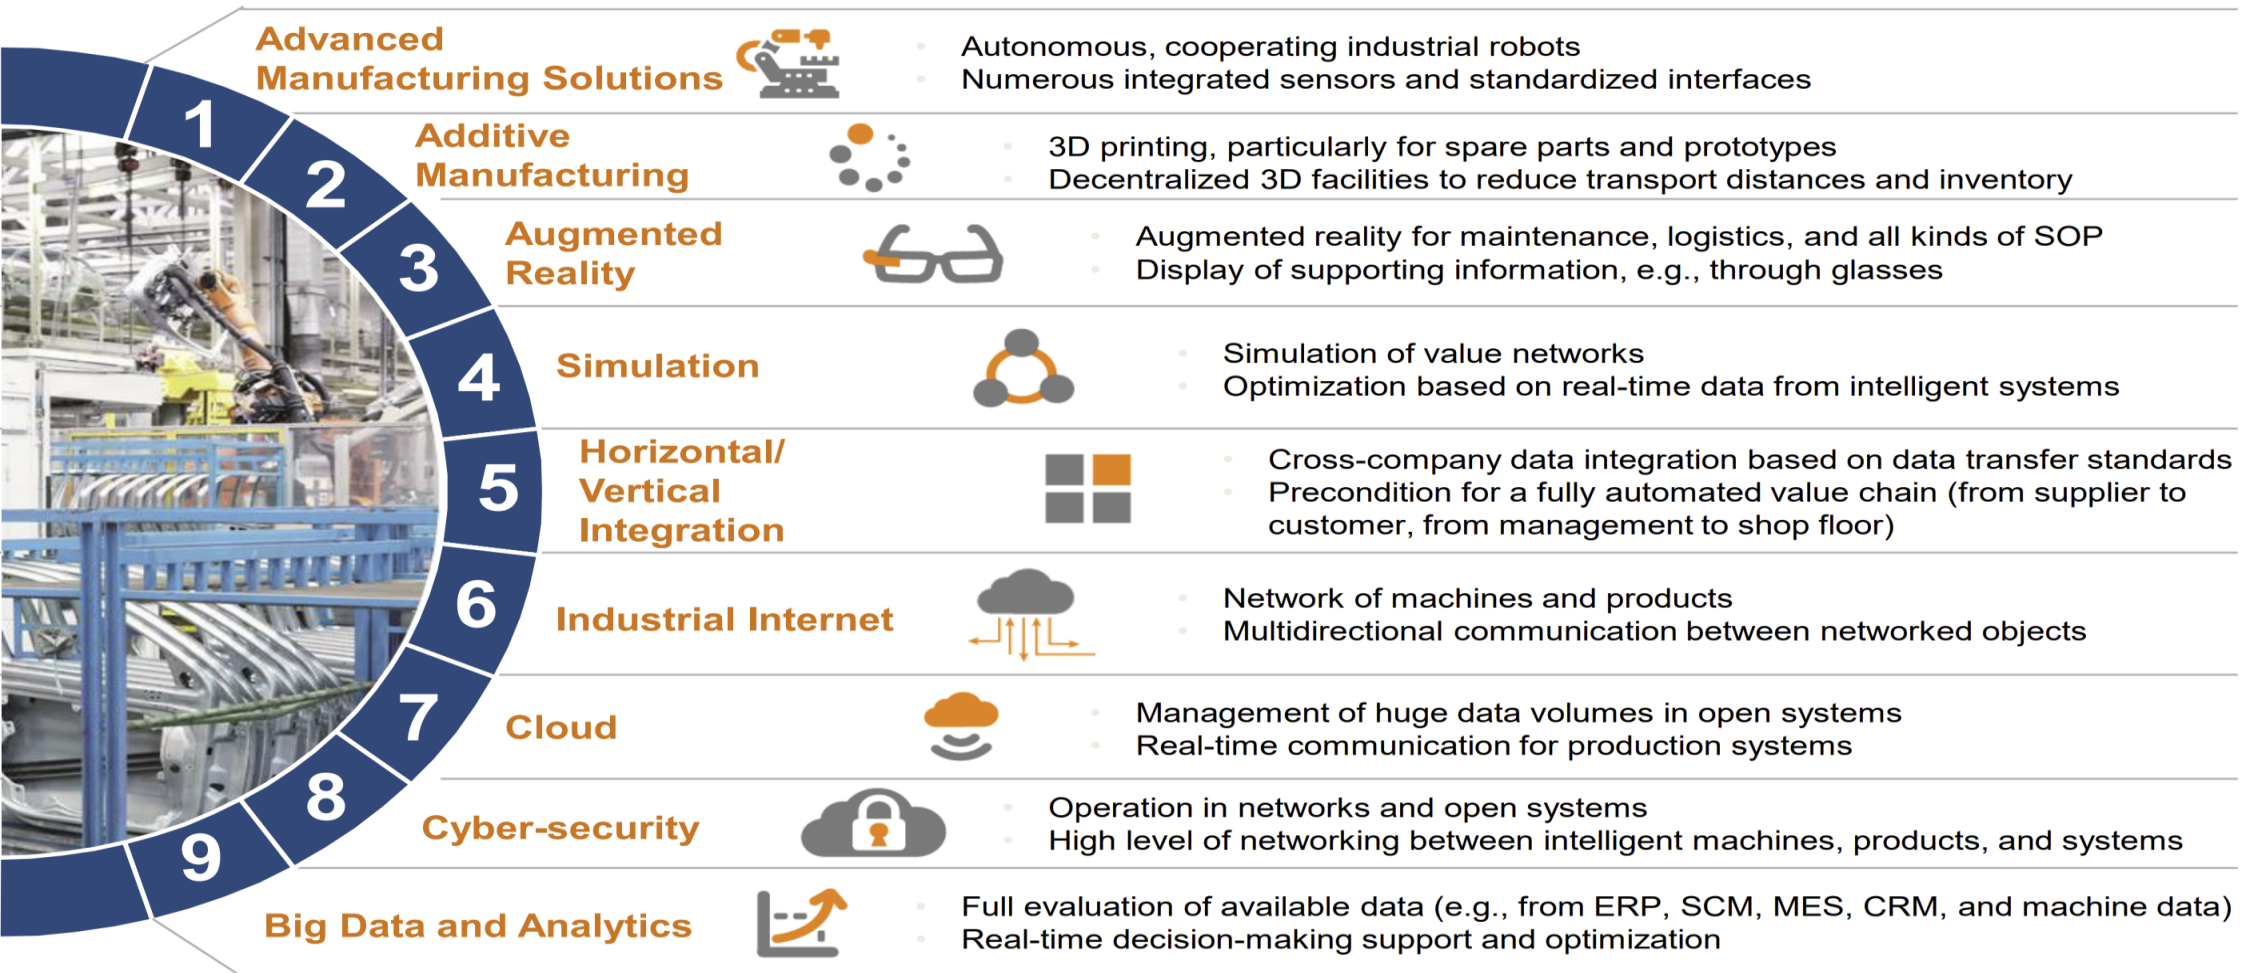 1
Advanced
Manufacturing Solutions
Autonomous, cooperating industrial robots
Numerous integrated sensors and standardized interfaces
2
Additive
Manufacturing
3D printing, particularly for spare parts and prototypes
Decentralized 3D facilities to reduce transport distances and inventory
3
Augmented
Reality
Augmented reality for maintenance, logistics, and all kinds of SOP
Display of supporting information, e.g., through glasses
4
Simulation
Simulation of value networks
Optimization based on real-time data from intelligent systems
5
Horizontal/
Vertical
Integration
Cross-company data integration based on data transfer standards
Precondition for a fully automated value chain (from supplier to
customer, from management to shop floor)
6
Industrial Internet
Network of machines and products
Multidirectional communication between networked objects
7
Cloud
Management of huge data volumes in open systems
Real-time communication for production systems
8
Cyber-security
Operation in networks and open systems
High level of networking between intelligent machines, products, and systems
9
Big Data and Analytics
Full evaluation of available data (e.g., from ERP, SCM, MES, CRM, and machine data)
Real-time decision-making support and optimization